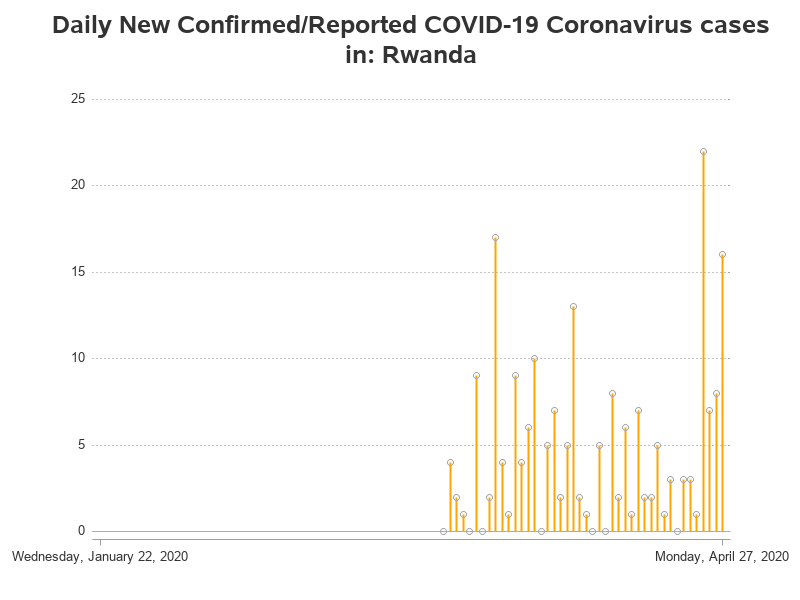 Daily New Confirmed/Reported COVID-19 Coronavirus cases
in: Rwanda
25
20
15
10
5
0
Wednesday, January 22, 2020
Monday, April 27, 2020